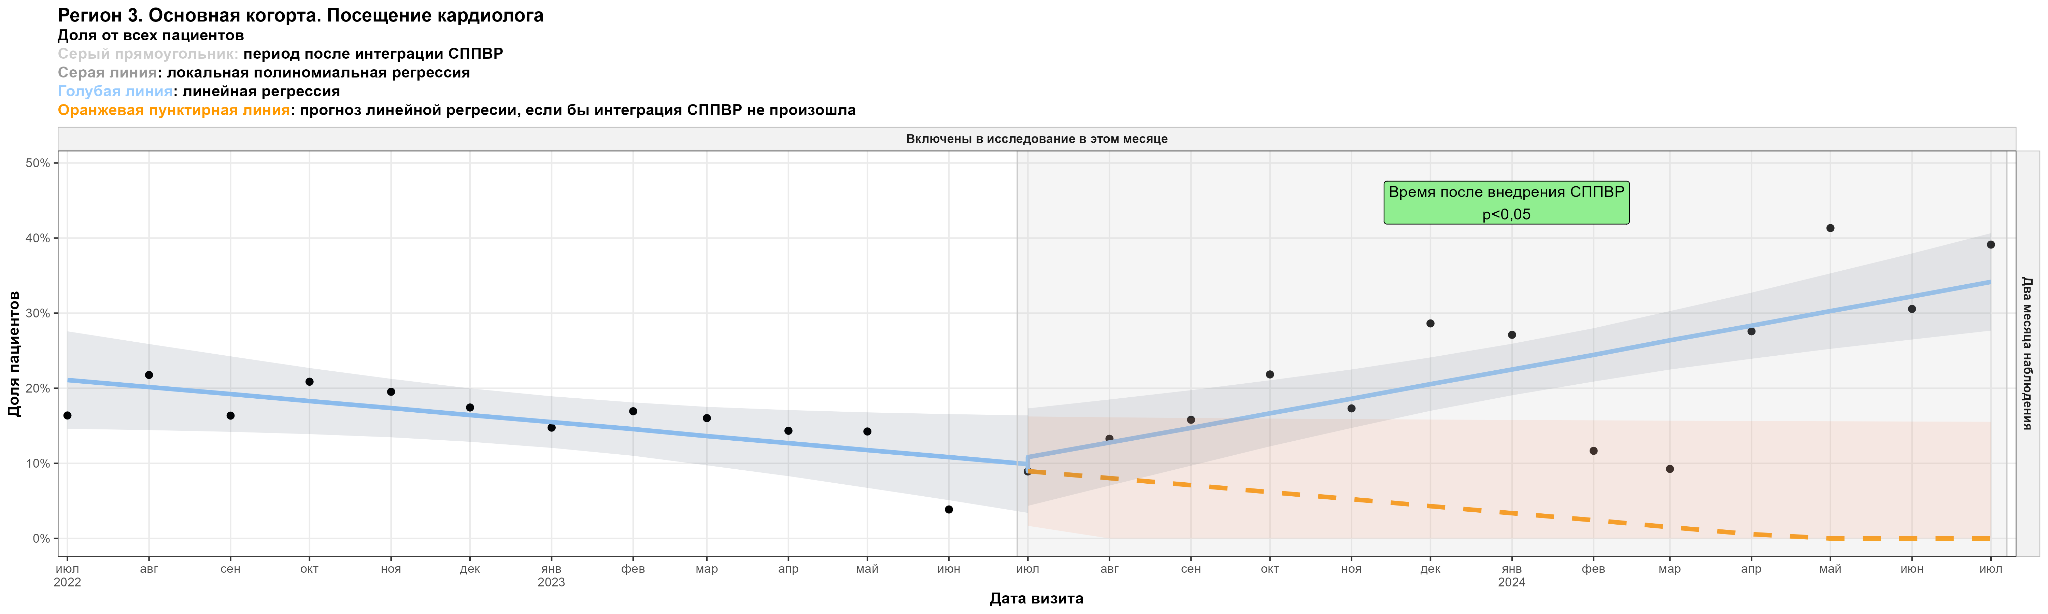 Регион 3. Основная когорта. Посещение кардиолога
Доля от всех пациентов
Серый прямоугольник: период после интеграции СППВР
Серая линия: локальная полиномиальная регрессия
Голубая линия: линейная регрессия
Оранжевая пунктирная линия: прогноз линейной регресии, если бы интеграция СППВР не произошла
Включены в исследование в этом месяце
Доля пациентов
50%
40%
30%
20%
10%
0%
Время после внедрения СППВР
p<0,05
Два месяца наблюдения
июл авг сен окт ноя дек янв фев мар апр май июн июл авг сен окт ноя дек янв фев мар апр май июн июл
2022 2023 2024
Дата визита